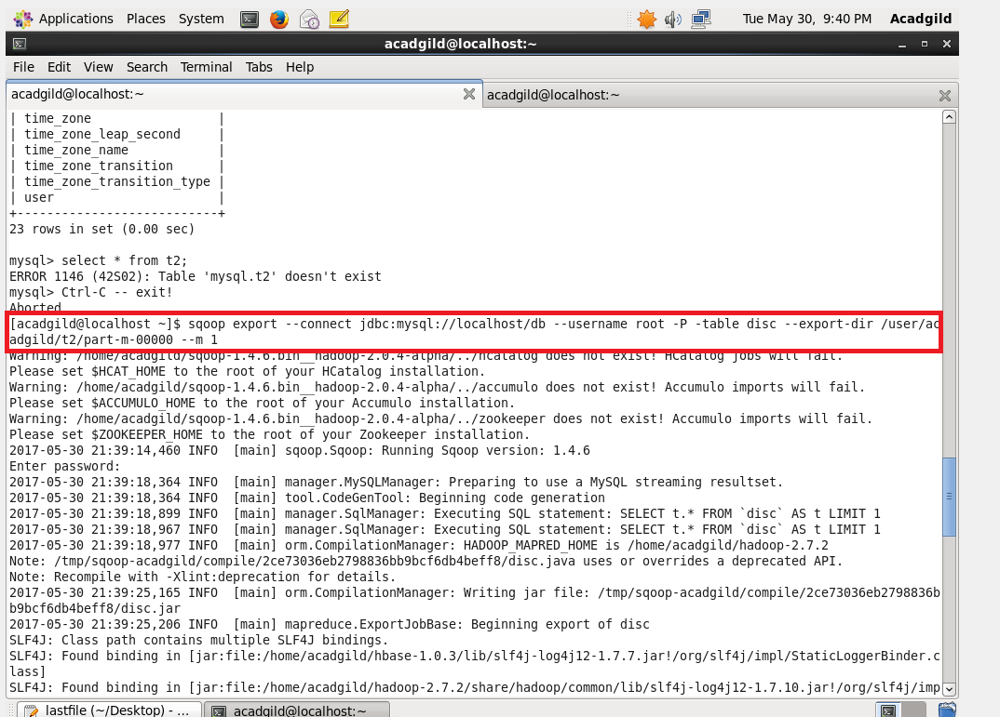 Applications Places System Tue May 30, 9:40 PM Acadgild
acadgild@localhost:~
File Edit View Search Terminal Tabs Help
acadgild@localhost:~ acadgild@localhost:~
| time_zone |
| time_zone_leap_second |
| time_zone_name |
| time_zone_transition |
| time_zone_transition_type |
| user |
+---------------------------+
23 rows in set (0.00 sec)
mysql> select * from t2;
ERROR 1146 (42S02): Table 'mysql.t2' doesn't exist
mysql> Ctrl-C -- exit!
Aborted
[acadgild@localhost ~]$ sqoop export --connect jdbc:mysql://localhost/db --username root -P -table disc --export-dir /user/ac
adgild/t2/part-m-00000 --m 1
Warning: /home/acadgild/sqoop-1.4.6.bin__hadoop-2.0.4-alpha/../hcatalog does not exist! HCatalog jobs will fail.
Please set $HCAT_HOME to the root of your HCatalog installation.
Warning: /home/acadgild/sqoop-1.4.6.bin__hadoop-2.0.4-alpha/../accumulo does not exist! Accumulo imports will fail.
Please set $ACCUMULO_HOME to the root of your Accumulo installation.
Warning: /home/acadgild/sqoop-1.4.6.bin__hadoop-2.0.4-alpha/../zookeeper does not exist! Accumulo imports will fail.
Please set $ZOOKEEPER_HOME to the root of your Zookeeper installation.
2017-05-30 21:39:14,460 INFO  [main] sqoop.Sqoop: Running Sqoop version: 1.4.6
Enter password:
2017-05-30 21:39:18,364 INFO  [main] manager.MySQLManager: Preparing to use a MySQL streaming resultset.
2017-05-30 21:39:18,364 INFO  [main] tool.CodeGenTool: Beginning code generation
2017-05-30 21:39:18,899 INFO  [main] manager.SqlManager: Executing SQL statement: SELECT t.* FROM `disc` AS t LIMIT 1
2017-05-30 21:39:18,967 INFO  [main] manager.SqlManager: Executing SQL statement: SELECT t.* FROM `disc` AS t LIMIT 1
2017-05-30 21:39:18,977 INFO  [main] orm.CompilationManager: HADOOP_MAPRED_HOME is /home/acadgild/hadoop-2.7.2
Note: /tmp/sqoop-acadgild/compile/2ce73036eb2798836bb9bcf6db4beff8/disc.java uses or overrides a deprecated API.
Note: Recompile with -Xlint:deprecation for details.
2017-05-30 21:39:25,165 INFO  [main] orm.CompilationManager: Writing jar file: /tmp/sqoop-acadgild/compile/2ce73036eb2798836b
b9bcf6db4beff8/disc.jar
2017-05-30 21:39:25,206 INFO  [main] mapreduce.ExportJobBase: Beginning export of disc
SLF4J: Class path contains multiple SLF4J bindings.
SLF4J: Found binding in [jar:file:/home/acadgild/hbase-1.0.3/lib/slf4j-log4j12-1.7.7.jar!/org/slf4j/impl/StaticLoggerBinder.c
lass]
SLF4J: Found binding in [jar:file:/home/acadgild/hadoop-2.7.2/share/hadoop/common/lib/slf4j-log4j12-1.7.10.jar!/org/slf4j/imp
lastfile (~/Desktop) - ... acadgild@localhost:~